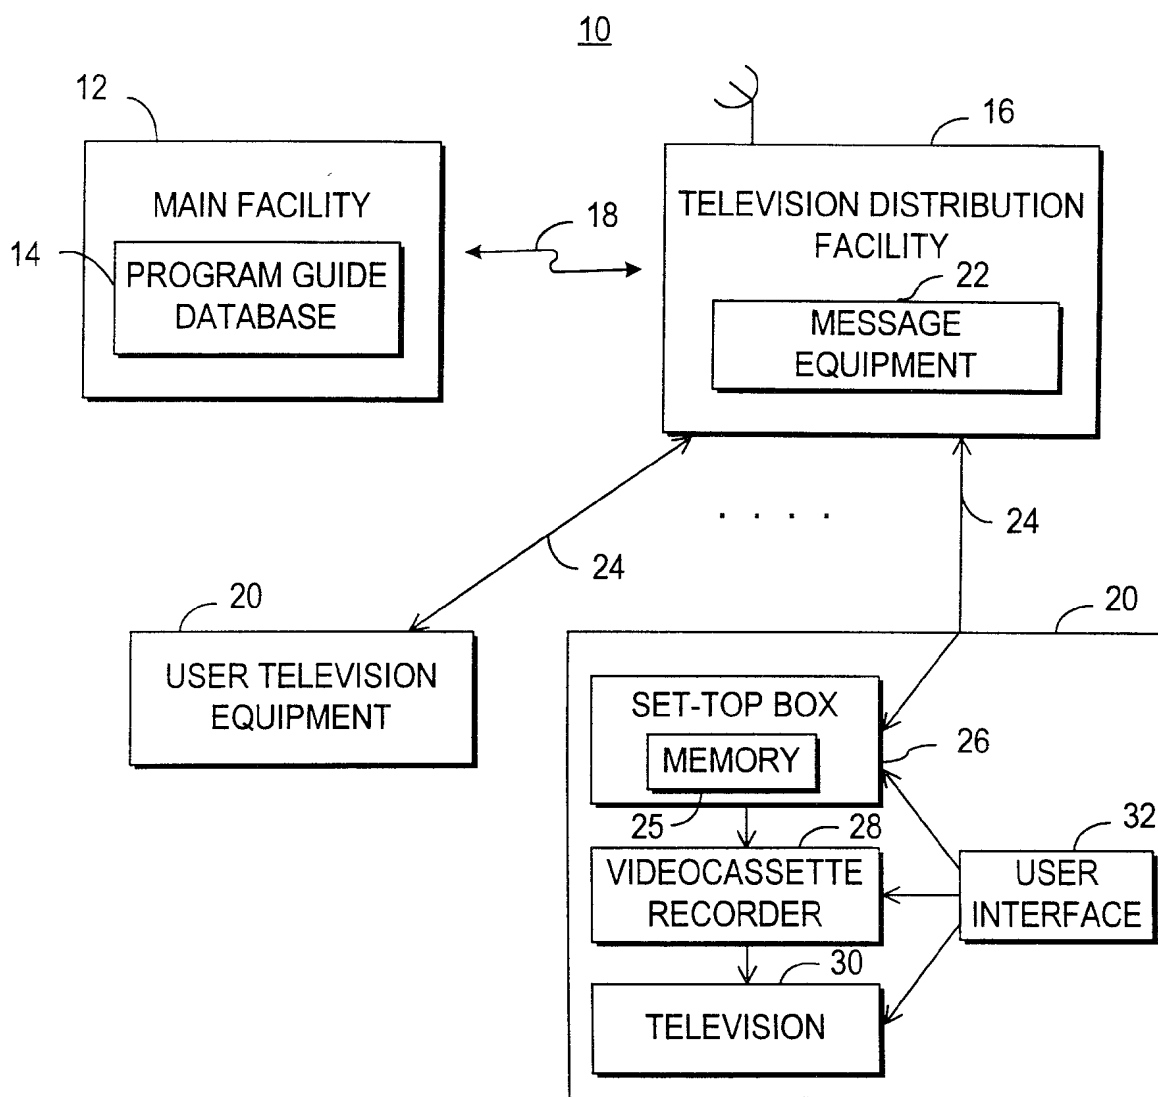 10
12
16
MAIN FACILITY
TELEVISION DISTRIBUTION
FACILITY
18
14
PROGRAM GUIDE
DATABASE
22
MESSAGE
EQUIPMENT
. . . .
24
24
20
20
USER TELEVISION
EQUIPMENT
SET-TOP BOX
MEMORY
26
25
28
32
VIDEOCASSETTE
RECORDER
USER
INTERFACE
30
TELEVISION